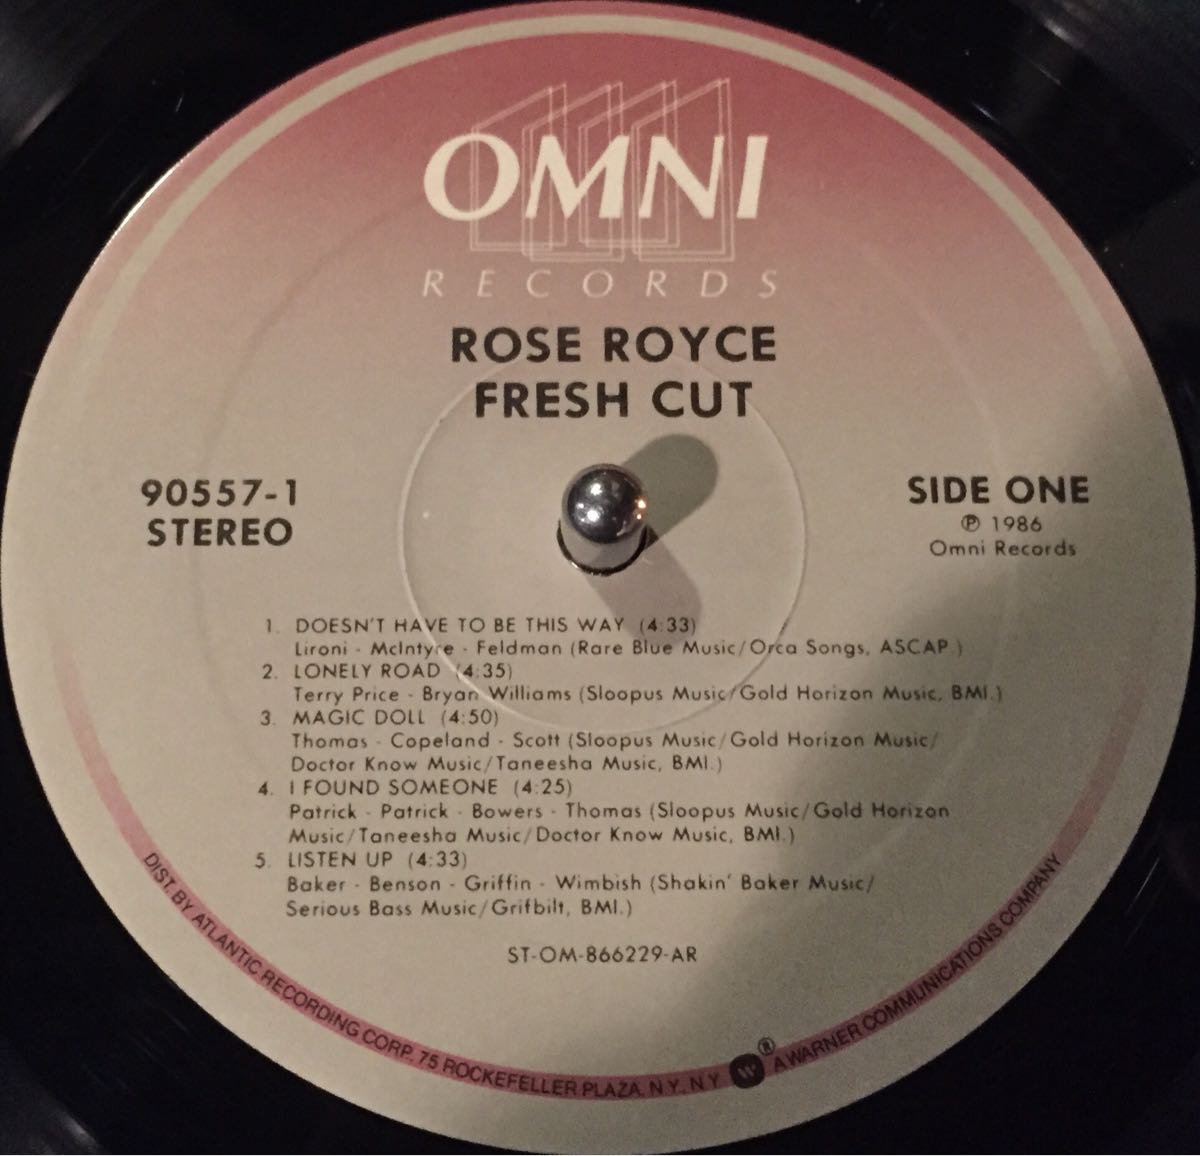 OMNI
RECORDS
ROSE ROYCE
FRESH CUT
90557-1
STEREO
SIDE ONE
℗ 1986
Omni Records
1. DOESN'T HAVE TO BE THIS WAY (4:33)
Lironi - McIntyre - Feldman (Rare Blue Music/Orca Songs, ASCAP.)
2. LONELY ROAD (4:35)
Terry Price - Bryan Williams (Sloopus Music/Gold Horizon Music, BMI.)
3. MAGIC DOLL (4:50)
Thomas - Copeland - Scott (Sloopus Music/Gold Horizon Music/
Doctor Know Music/Taneesha Music, BMI.)
4. I FOUND SOMEONE (4:25)
Patrick - Patrick - Bowers - Thomas (Sloopus Music/Gold Horizon
Music/Taneesha Music/Doctor Know Music, BMI.)
5. LISTEN UP (4:33)
Baker - Benson - Griffin - Wimbish (Shakin' Baker Music/
Serious Bass Music/Grifbilt, BMI.)
ST-OM-866229-AR
DIST. BY ATLANTIC RECORDING CORP. 75 ROCKEFELLER PLAZA, N.Y., N.Y. W ® A WARNER COMMUNICATIONS COMPANY